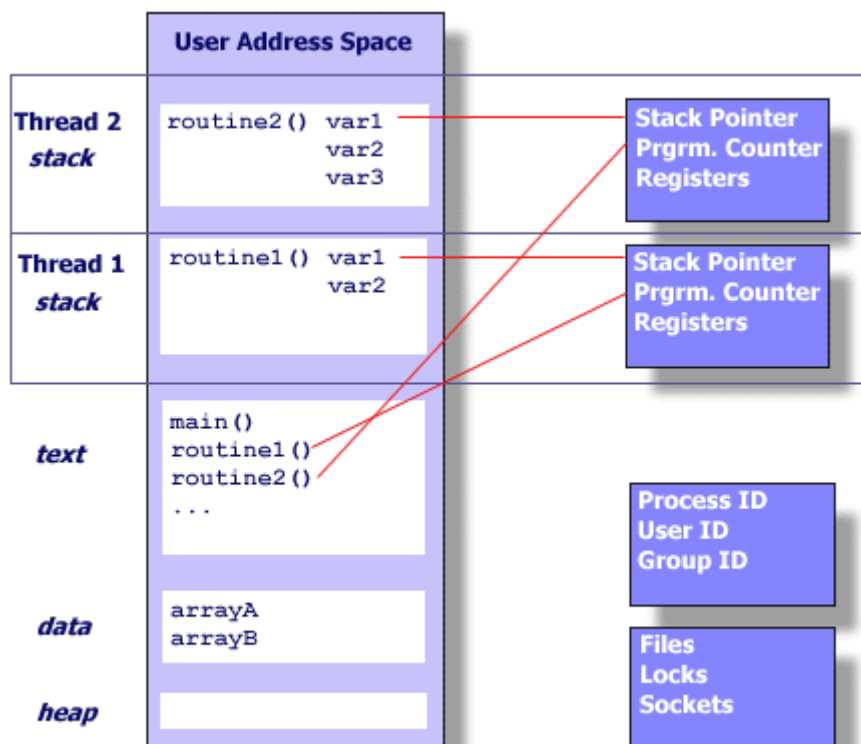 User Address Space
Thread 2
stack
routine2() var1
var2
var3
Stack Pointer
Prgrm. Counter
Registers
Thread 1
stack
routine1() var1
var2
Stack Pointer
Prgrm. Counter
Registers
text
main()
routine1()
routine2()
...
Process ID
User ID
Group ID
data
arrayA
arrayB
Files
Locks
Sockets
heap